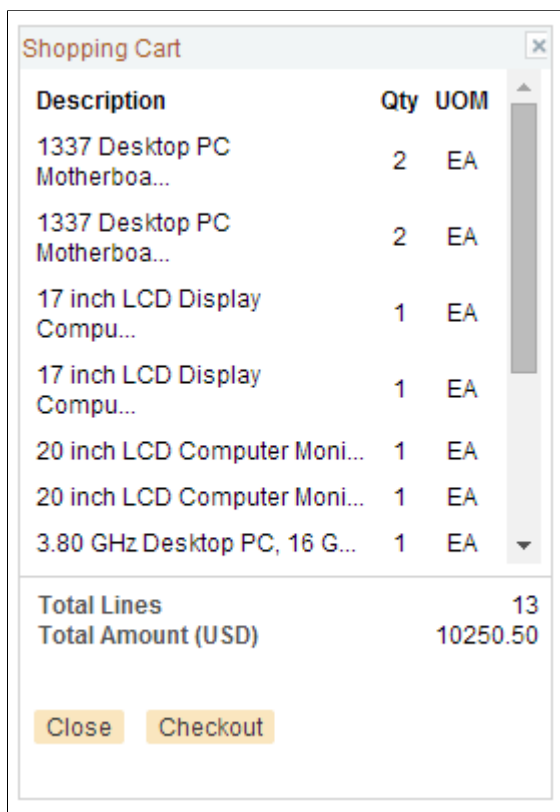 Shopping Cart
Description Qty UOM
1337 Desktop PC
Motherboa... 2 EA
1337 Desktop PC
Motherboa... 2 EA
17 inch LCD Display
Compu... 1 EA
17 inch LCD Display
Compu... 1 EA
20 inch LCD Computer Moni... 1 EA
20 inch LCD Computer Moni... 1 EA
3.80 GHz Desktop PC, 16 G... 1 EA
Total Lines 13
Total Amount (USD) 10250.50
Close Checkout